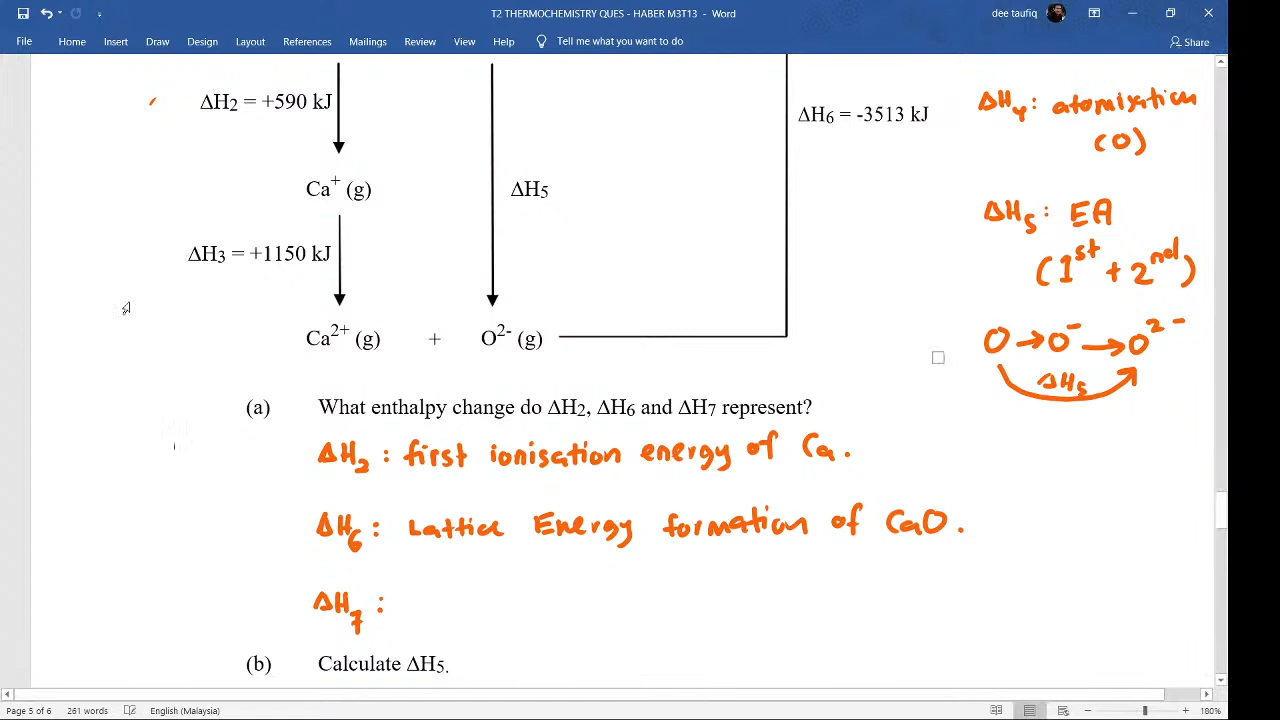 T2 THERMOCHEMISTRY QUES - HABER M3T13 - Word
dee taufiq
File Home Insert Draw Design Layout References Mailings Review View Help Tell me what you want to do Share
ΔH2 = +590 kJ
ΔH6 = -3513 kJ
ΔH4: atomisation
(O)
Ca⁺ (g)
ΔH5
ΔH5: EA
(1st + 2nd)
ΔH3 = +1150 kJ
Ca²⁺ (g) + O²⁻ (g)
O → O⁻ → O²⁻
ΔH5
(a) What enthalpy change do ΔH2, ΔH6 and ΔH7 represent?
ΔH2: first ionisation energy of Ca.
ΔH6: Lattice Energy formation of CaO.
ΔH7:
(b) Calculate ΔH5.
Page 5 of 6 261 words English (Malaysia) 180%